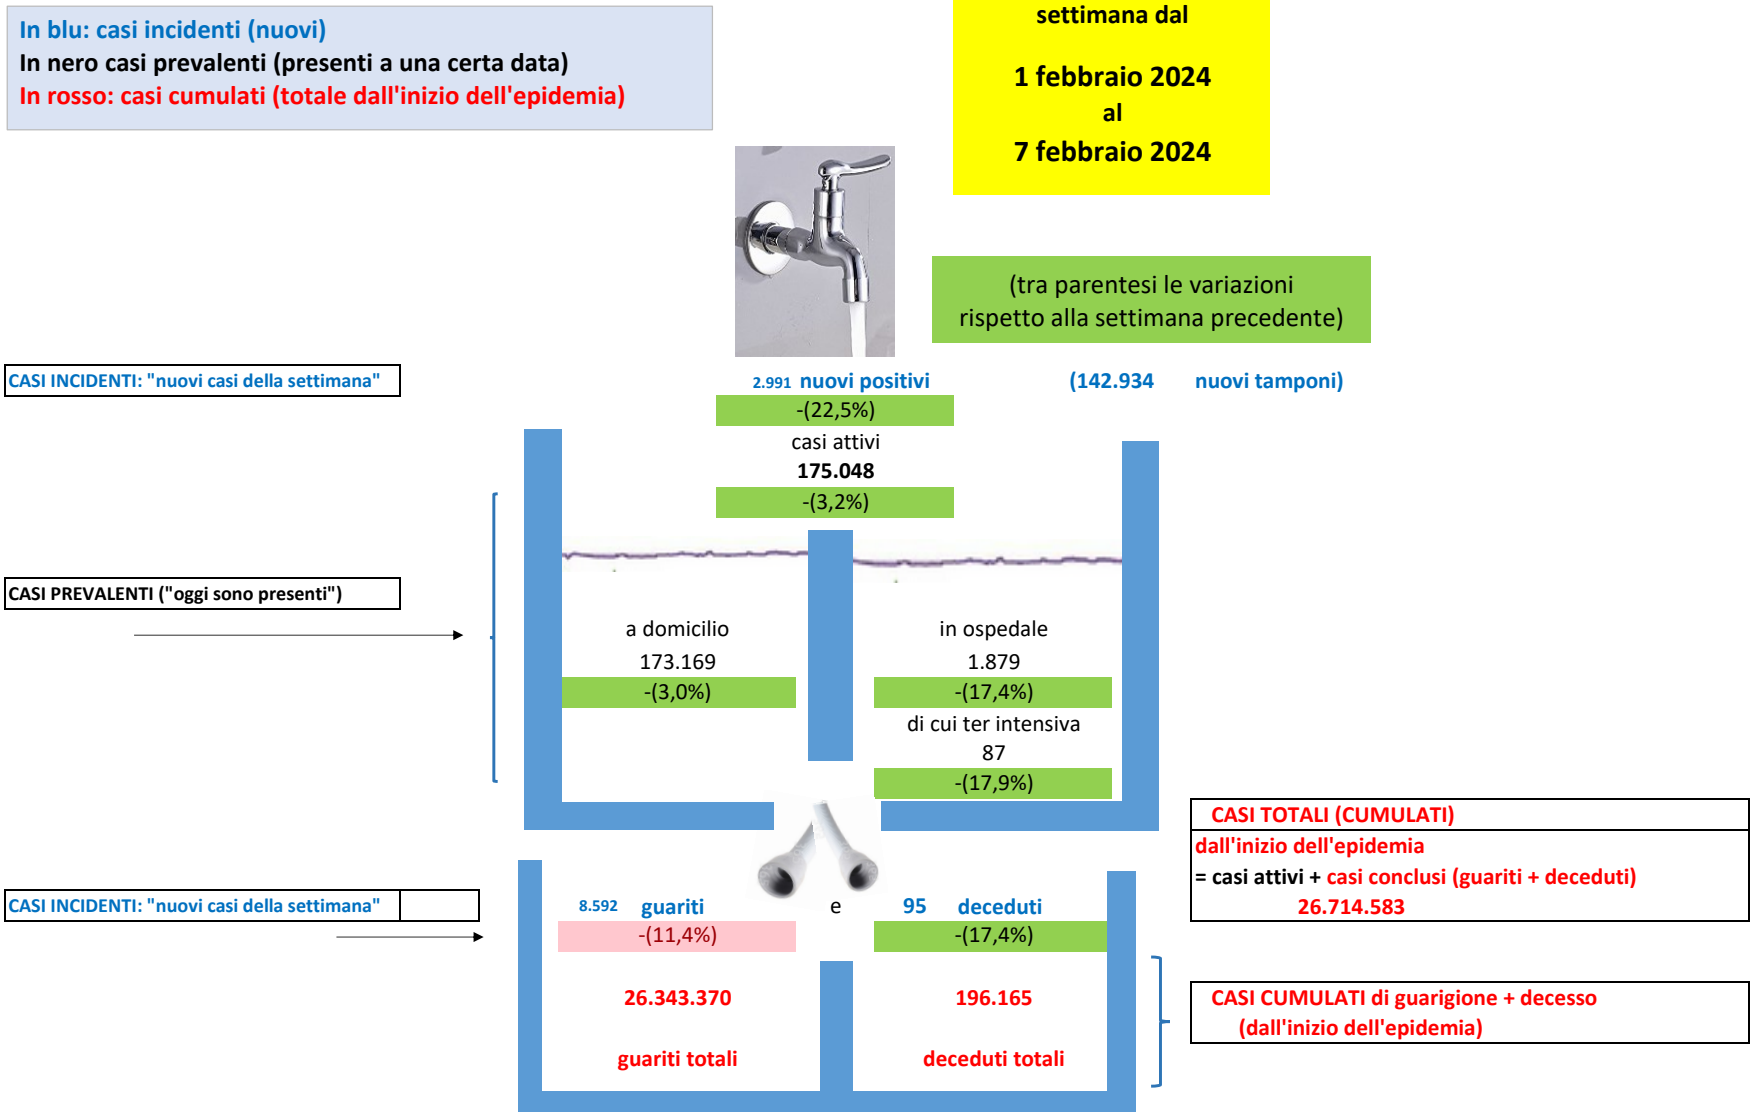 In blu: casi incidenti (nuovi)
In nero casi prevalenti (presenti a una certa data)
In rosso: casi cumulati (totale dall'inizio dell'epidemia)
settimana dal
1 febbraio 2024
al
7 febbraio 2024
(tra parentesi le variazioni
rispetto alla settimana precedente)
CASI INCIDENTI: "nuovi casi della settimana"
2.991 nuovi positivi
(142.934 nuovi tamponi)
-(22,5%)
casi attivi
175.048
-(3,2%)
CASI PREVALENTI ("oggi sono presenti")
a domicilio
173.169
-(3,0%)
in ospedale
1.879
-(17,4%)
di cui ter intensiva
87
-(17,9%)
CASI TOTALI (CUMULATI)
dall'inizio dell'epidemia
= casi attivi + casi conclusi (guariti + deceduti)
26.714.583
CASI INCIDENTI: "nuovi casi della settimana"
8.592 guariti
e
95 deceduti
-(11,4%)
-(17,4%)
26.343.370
196.165
guariti totali
deceduti totali
CASI CUMULATI di guarigione + decesso
(dall'inizio dell'epidemia)